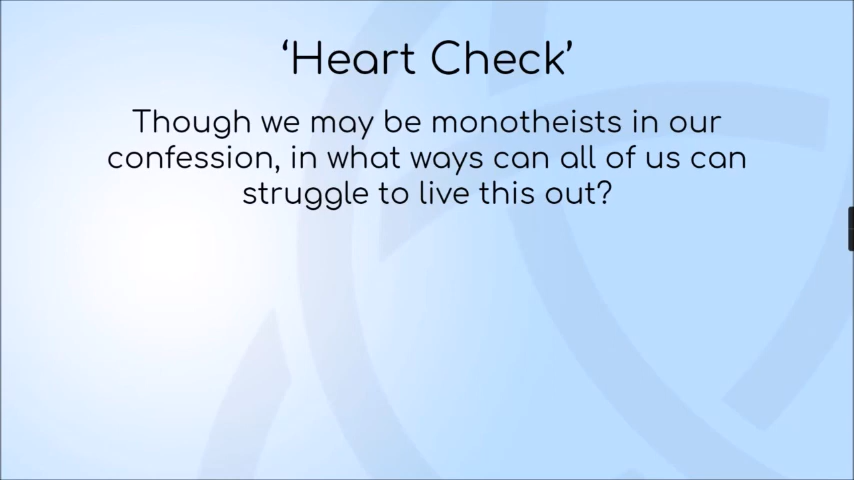 ‘Heart Check’
Though we may be monotheists in our
confession, in what ways can all of us can
struggle to live this out?